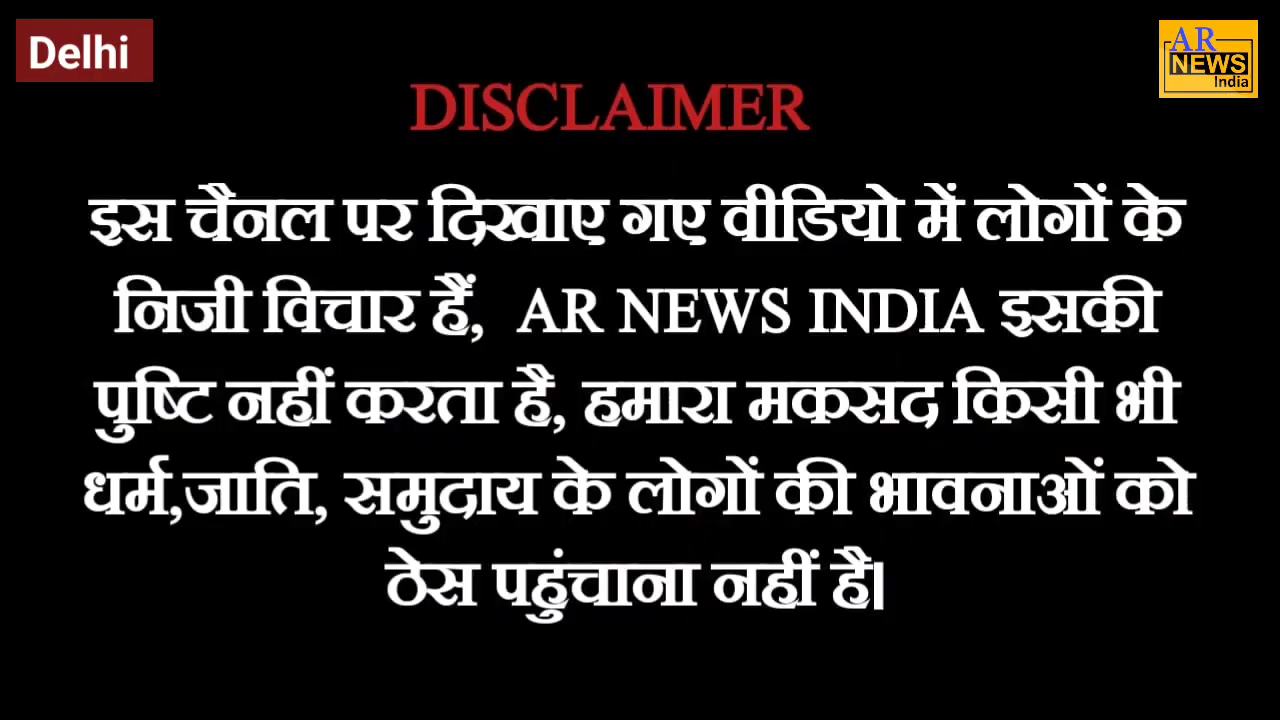 Delhi
AR
NEWS
India
DISCLAIMER
इस चैनल पर दिखाए गए वीडियो में लोगों के
निजी विचार हैं, AR NEWS INDIA इसकी
पुष्टि नहीं करता है, हमारा मकसद किसी भी
धर्म,जाति, समुदाय के लोगों की भावनाओं को
ठेस पहुंचाना नहीं है।